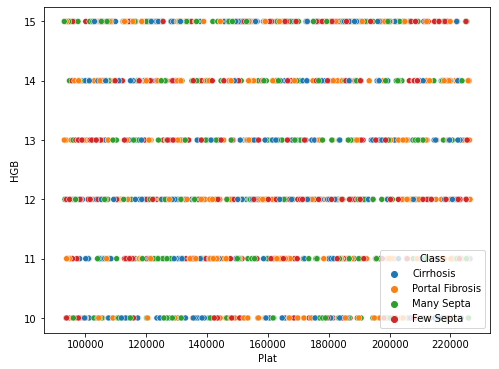 15
14
13
12
11
10
HGB
100000 120000 140000 160000 180000 200000 220000
Plat
Class
Cirrhosis
Portal Fibrosis
Many Septa
Few Septa